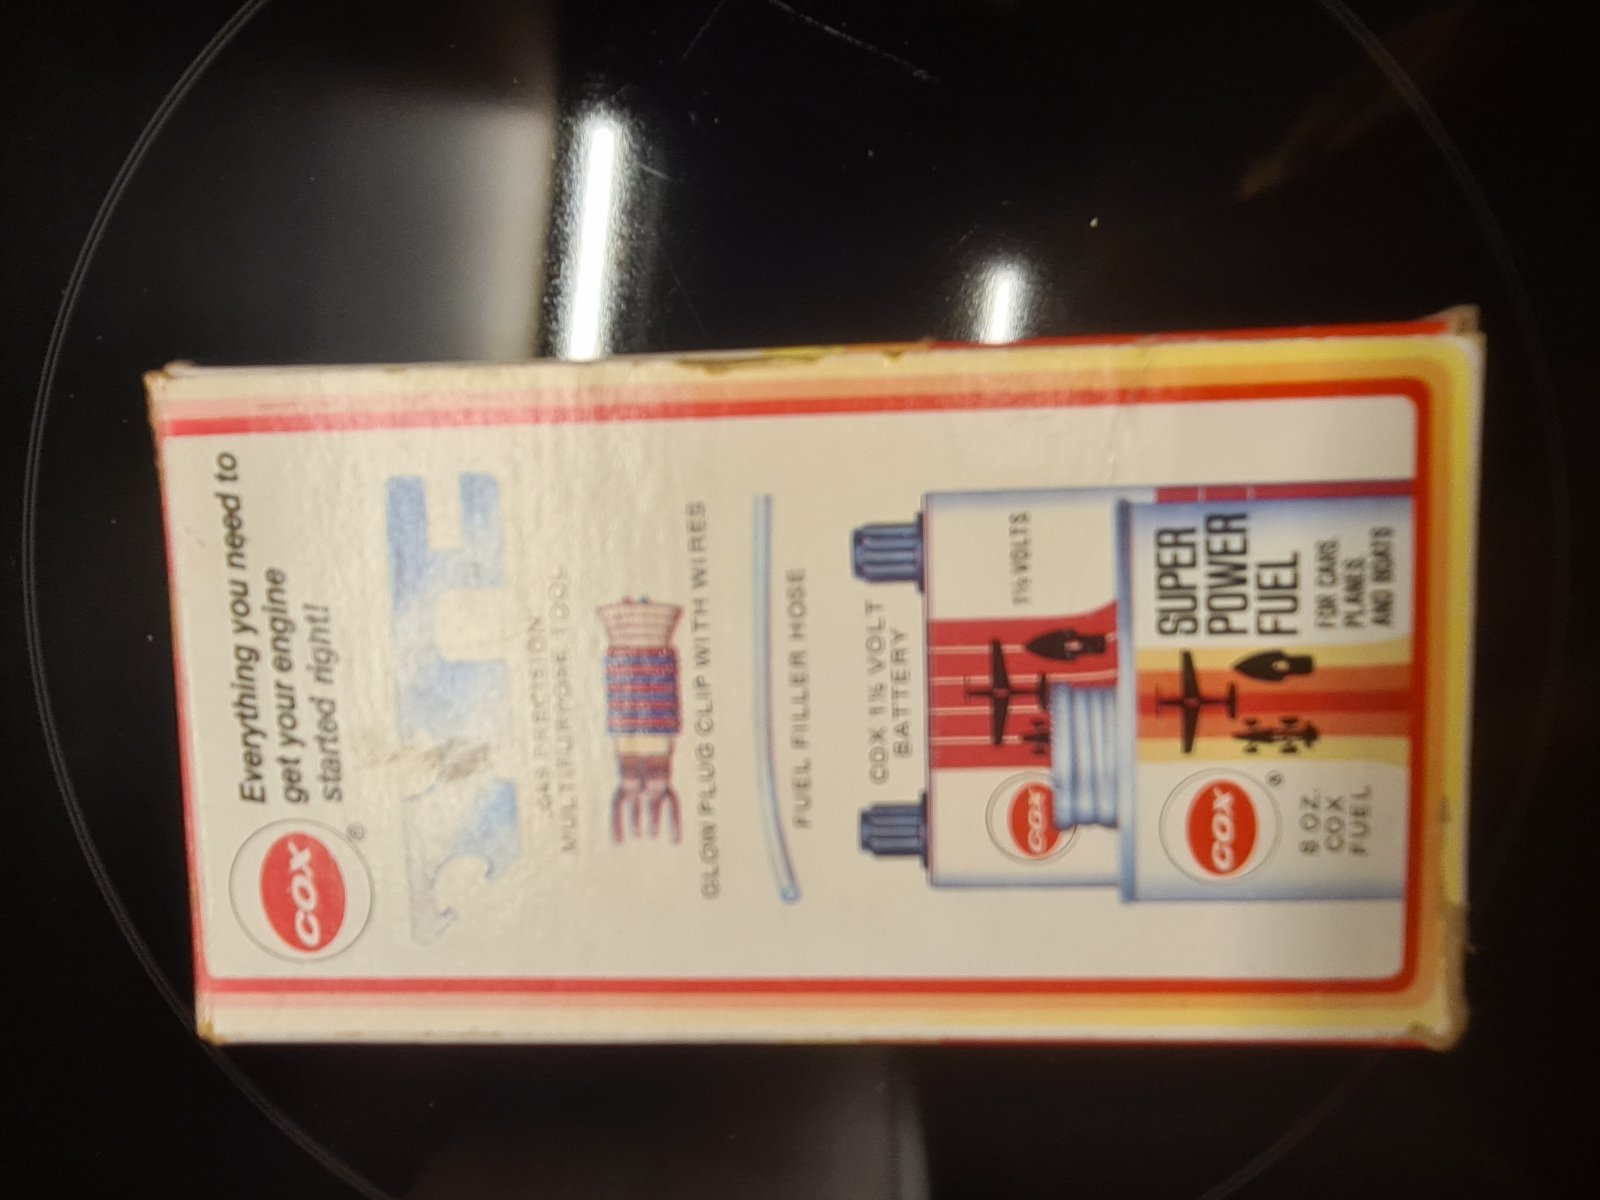 COX
®
Everything you need to
get your engine
started right!
.049 PRECISION
MULTI-PURPOSE TOOL
GLOW PLUG CLIP WITH WIRES
FUEL FILLER HOSE
COX 1½ VOLT
BATTERY
1½ VOLTS
COX
SUPER
POWER
FUEL
FOR CARS,
PLANES
AND BOATS
COX
®
8 OZ.
COX
FUEL